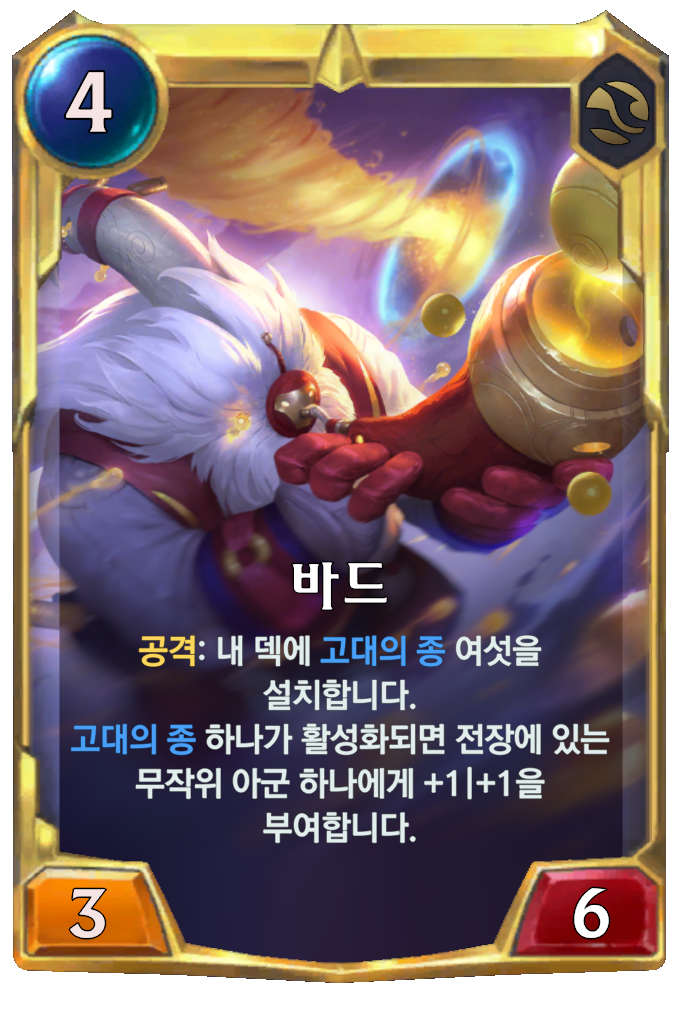 4
바드
공격: 내 덱에 고대의 종 여섯을
설치합니다.
고대의 종 하나가 활성화되면 전장에 있는
무작위 아군 하나에게 +1|+1을
부여합니다.
3
6